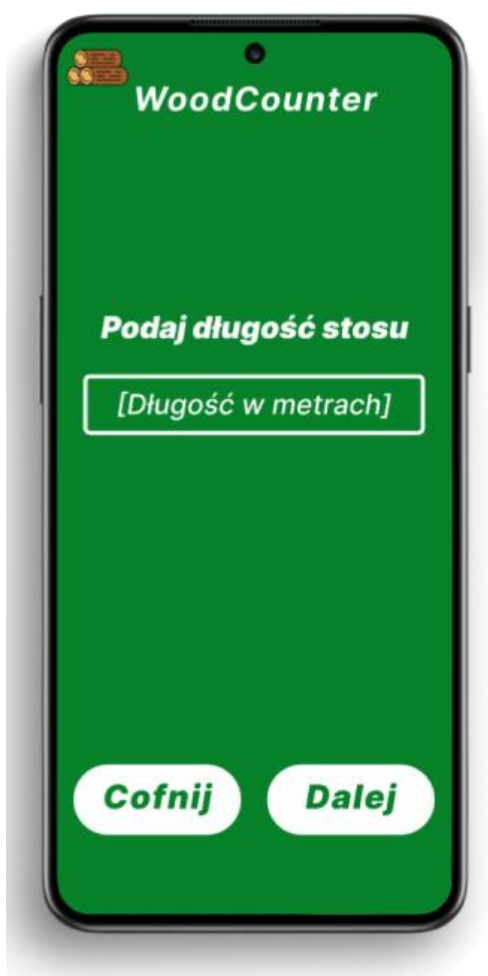 WoodCounter
Podaj długość stosu
[Długość w metrach]
Cofnij Dalej